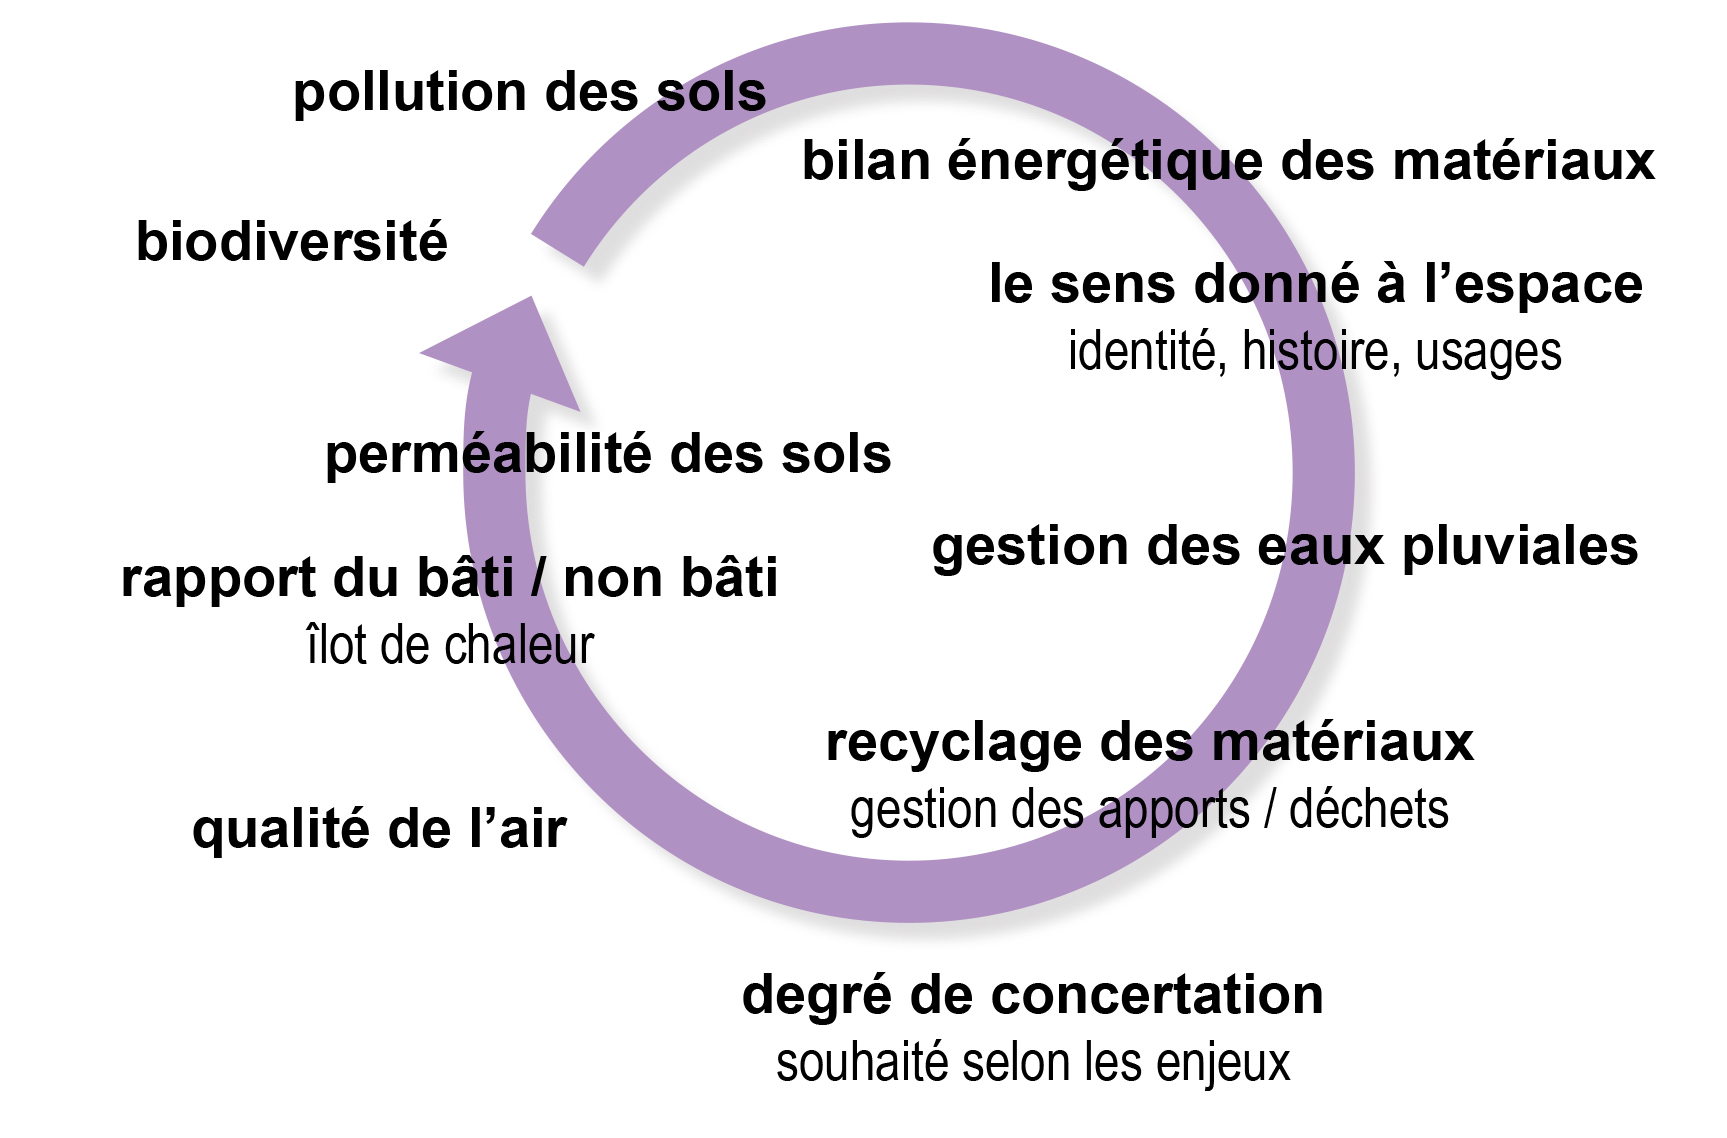 pollution des sols
bilan énergétique des matériaux
biodiversité
le sens donné à l’espace
identité, histoire, usages
perméabilité des sols
gestion des eaux pluviales
rapport du bâti / non bâti
îlot de chaleur
recyclage des matériaux
gestion des apports / déchets
qualité de l’air
degré de concertation
souhaité selon les enjeux